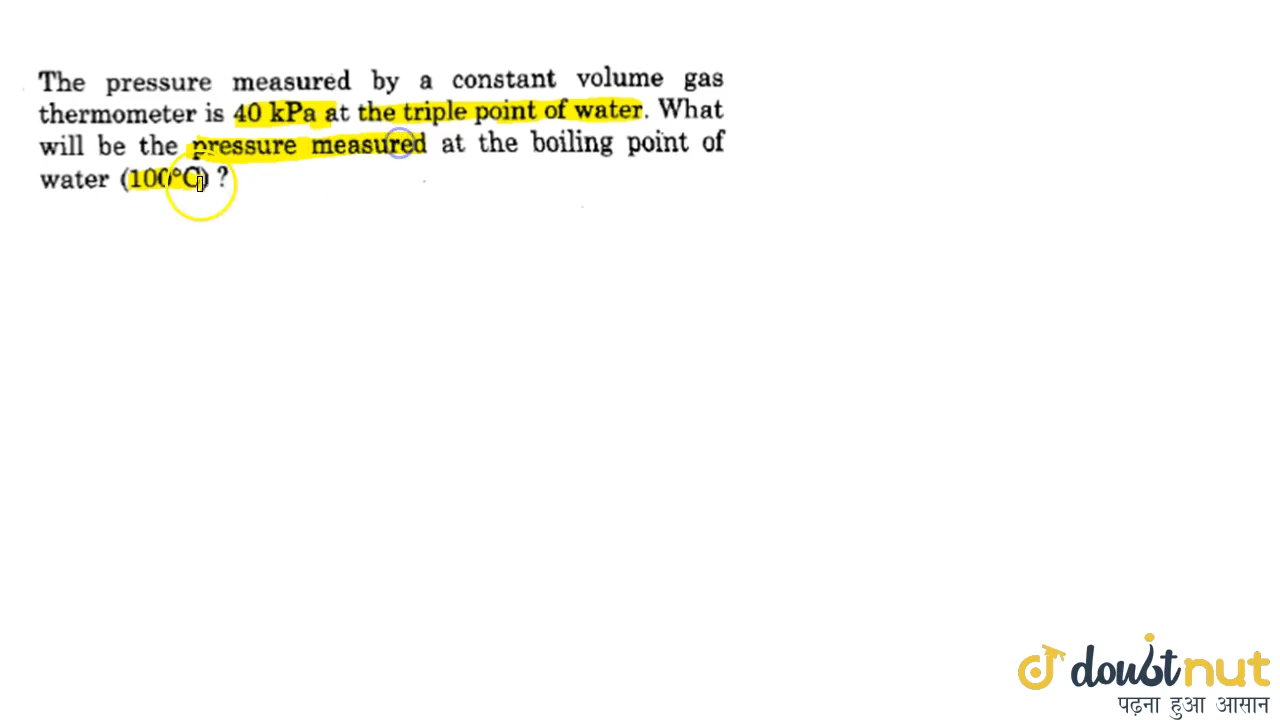 The pressure measured by a constant volume gas
thermometer is 40 kPa at the triple point of water. What
will be the pressure measured at the boiling point of
water (100°C) ?
doubtnut
पढ़ना हुआ आसान